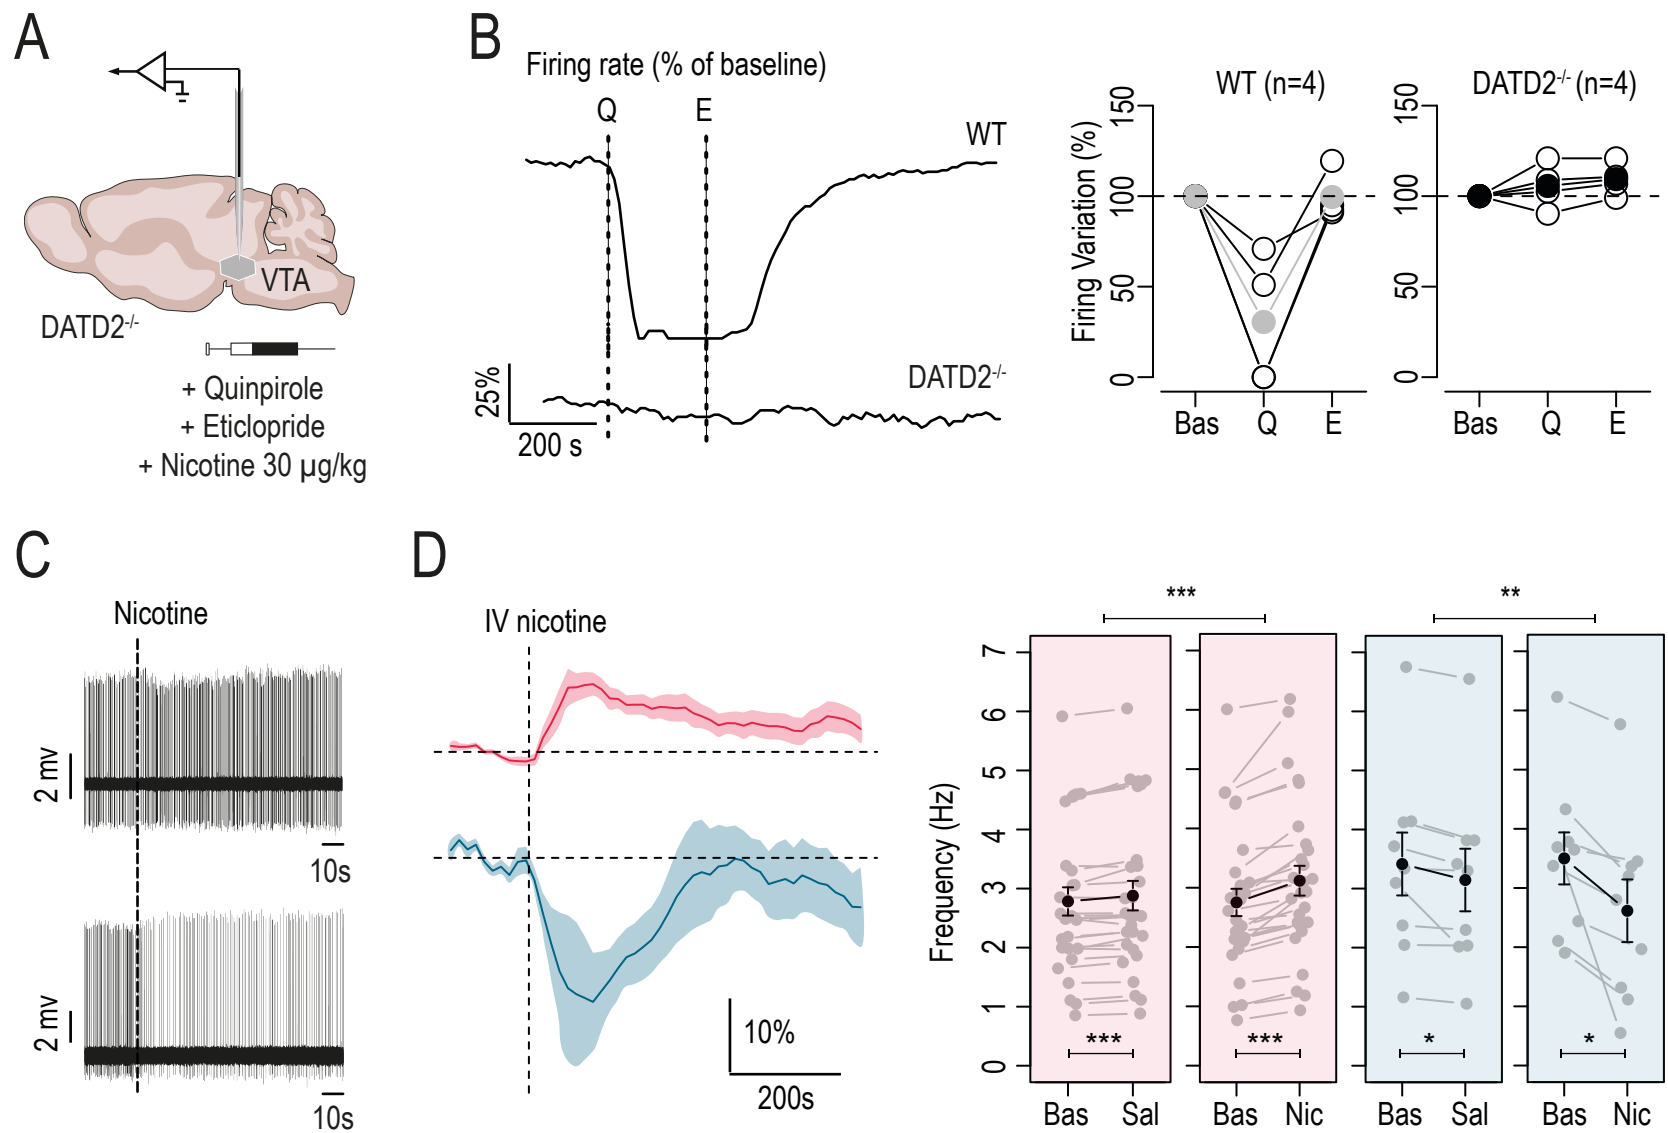 A
VTA
DATD2-/-
+ Quinpirole
+ Eticlopride
+ Nicotine 30 µg/kg
B
Firing rate (% of baseline)
Q
E
WT
DATD2-/-
25%
200 s
WT (n=4)
Firing Variation (%)
150
100
50
0
Bas
Q
E
DATD2-/- (n=4)
150
100
50
0
Bas
Q
E
C
Nicotine
2 mv
10s
2 mv
10s
D
IV nicotine
10%
200s
***
**
Frequency (Hz)
7
6
5
4
3
2
1
0
***
***
*
*
Bas
Sal
Bas
Nic
Bas
Sal
Bas
Nic